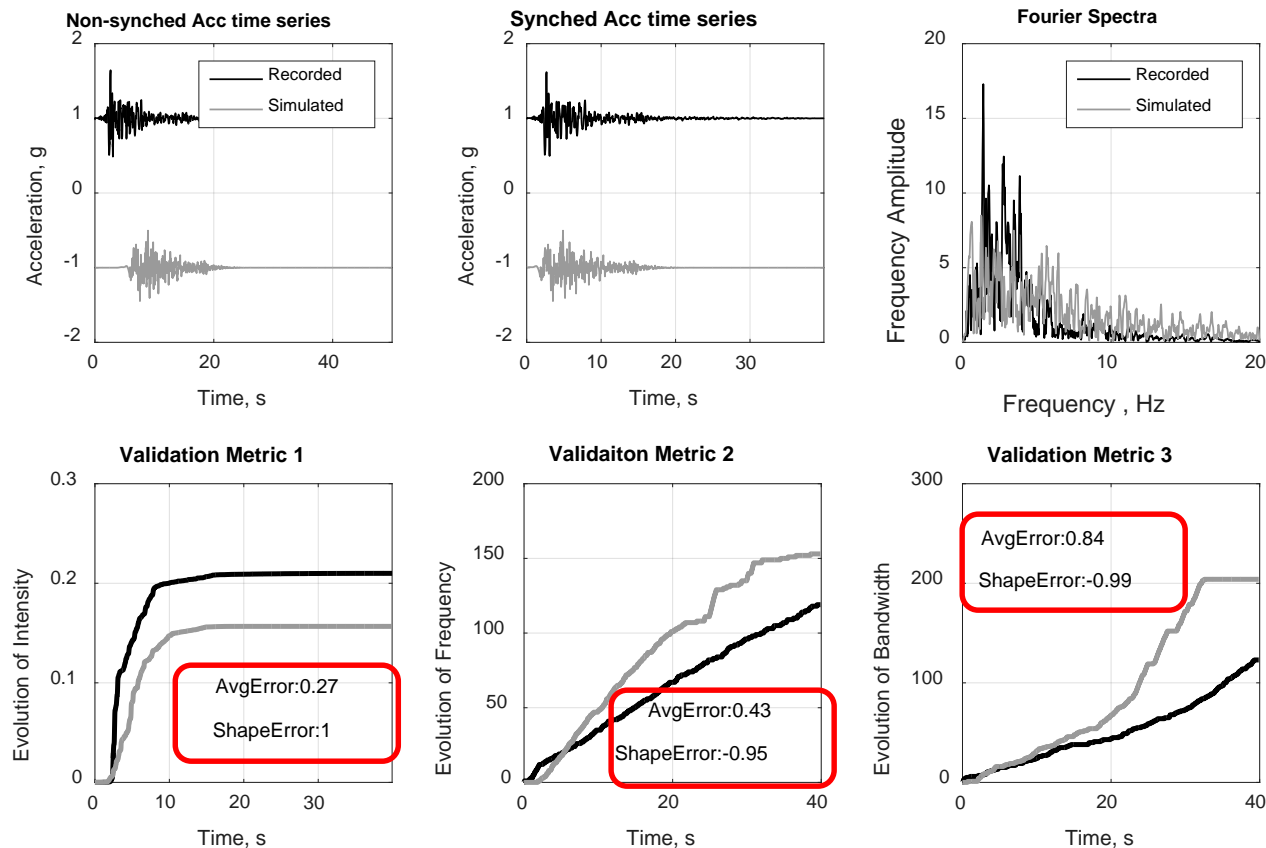 Non-synched Acc time series
2
1
0
-1
-2
Acceleration, g
Recorded
Simulated
0
20
40
Time, s
Synched Acc time series
2
1
0
-1
-2
Acceleration, g
0
10
20
30
Time, s
Fourier Spectra
20
15
10
5
0
Frequency Amplitude
Recorded
Simulated
0
10
20
Frequency , Hz
Validation Metric 1
0.3
0.2
0.1
0
Evolution of Intensity
AvgError:0.27
ShapeError:1
0
10
20
30
Time, s
Validaiton Metric 2
200
150
100
50
0
Evolution of Frequency
AvgError:0.43
ShapeError:-0.95
0
20
40
Time, s
Validation Metric 3
300
200
100
0
Evolution of Bandwidth
AvgError:0.84
ShapeError:-0.99
0
20
40
Time, s